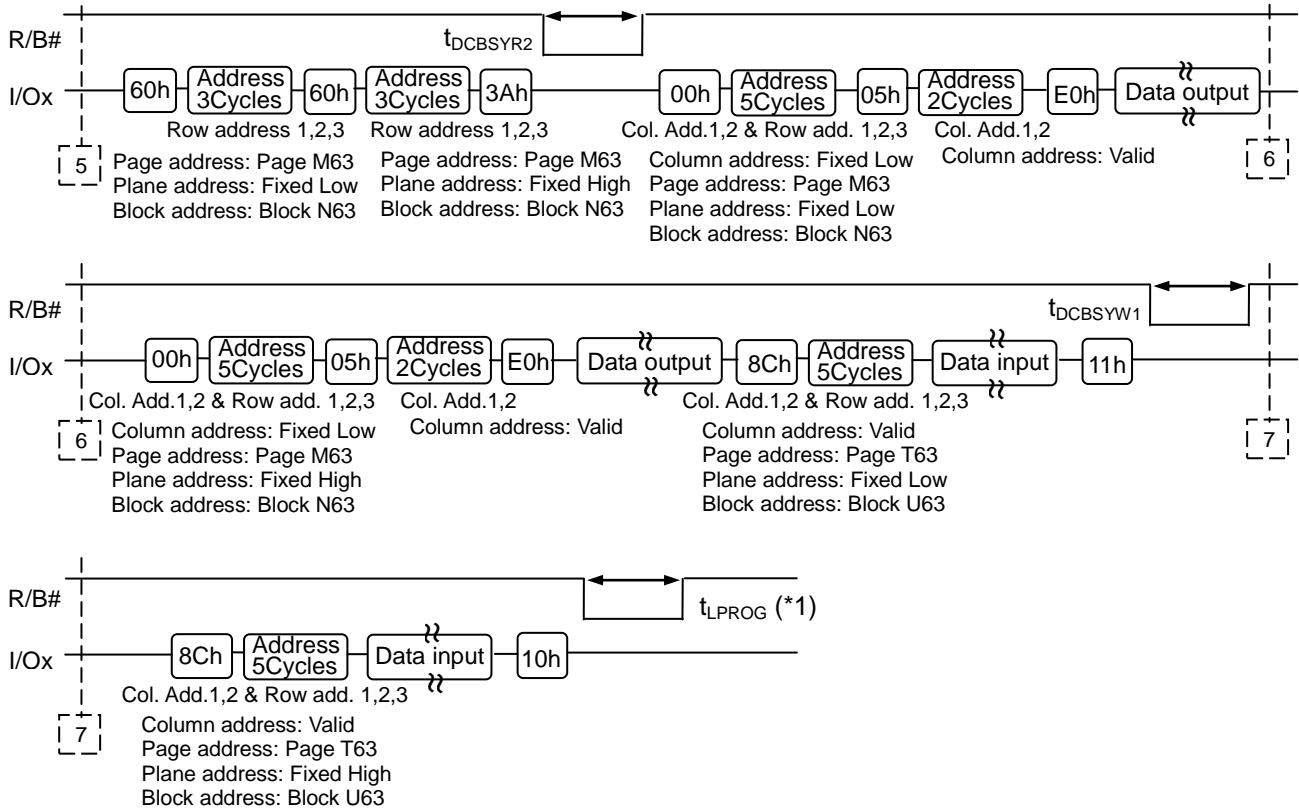 R/B#
tDCBSYR2
I/Ox
60h Address 3Cycles 60h Address 3Cycles 3Ah 00h Address 5Cycles 05h Address 2Cycles E0h Data output
Row address 1,2,3 Row address 1,2,3 Col. Add.1,2 & Row add. 1,2,3 Col. Add.1,2
5
Page address: Page M63
Plane address: Fixed Low
Block address: Block N63
Page address: Page M63
Plane address: Fixed High
Block address: Block N63
Column address: Fixed Low
Page address: Page M63
Plane address: Fixed Low
Block address: Block N63
Column address: Valid
6
R/B#
tDCBSYW1
I/Ox
00h Address 5Cycles 05h Address 2Cycles E0h Data output 8Ch Address 5Cycles Data input 11h
Col. Add.1,2 & Row add. 1,2,3 Col. Add.1,2 Col. Add.1,2 & Row add. 1,2,3
6
Column address: Fixed Low
Page address: Page M63
Plane address: Fixed High
Block address: Block N63
Column address: Valid
Column address: Valid
Page address: Page T63
Plane address: Fixed Low
Block address: Block U63
7
R/B#
tLPROG (*1)
I/Ox
8Ch Address 5Cycles Data input 10h
Col. Add.1,2 & Row add. 1,2,3
7
Column address: Valid
Page address: Page T63
Plane address: Fixed High
Block address: Block U63